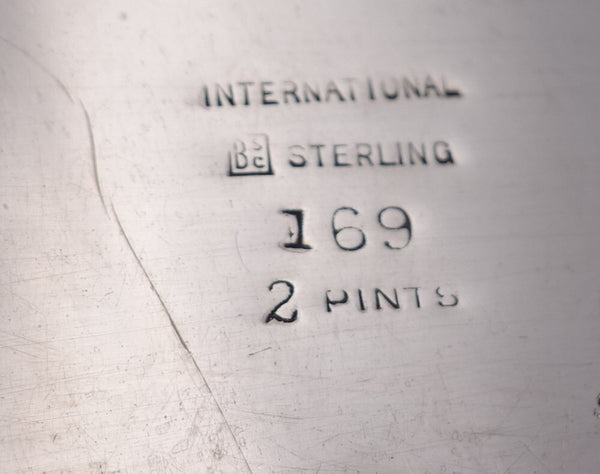 INTERNATIONAL
STERLING
169
2 PINTS